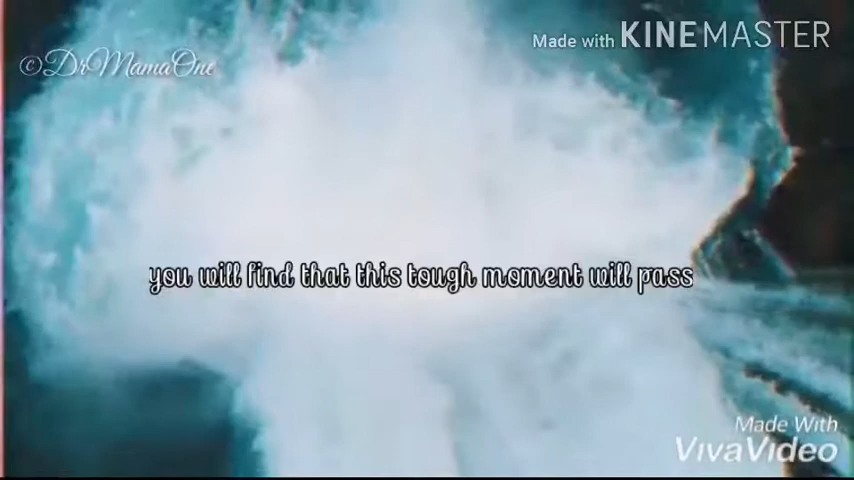 Made with KINEMASTER
©DrMamaOne
you will find that this tough moment will pass
Made With
VivaVideo